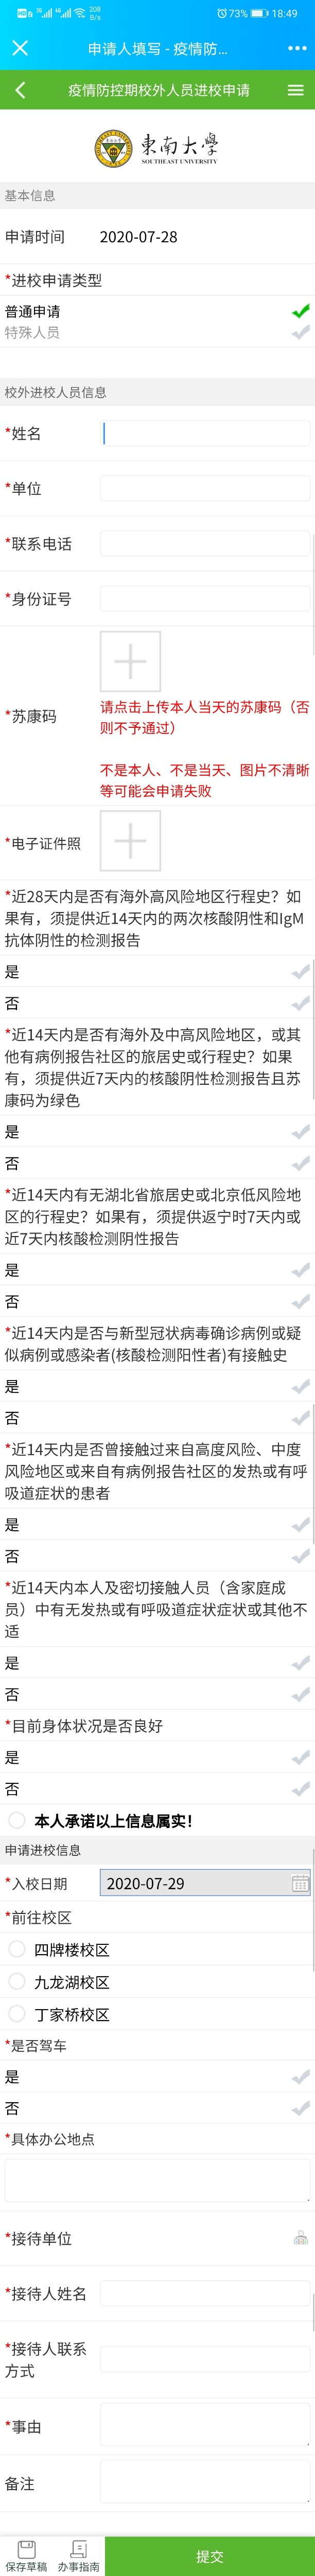 HD B 3G 4G 208 B/s 73% 18:49
申请人填写 - 疫情防...
疫情防控期校外人员进校申请
東南大學
SOUTHEAST UNIVERSITY
基本信息
申请时间 2020-07-28
*进校申请类型
普通申请
特殊人员
校外进校人员信息
*姓名
*单位
*联系电话
*身份证号
*苏康码
请点击上传本人当天的苏康码（否
则不予通过）
不是本人、不是当天、图片不清晰
等可能会申请失败
*电子证件照
*近28天内是否有海外高风险地区行程史？如
果有，须提供近14天内的两次核酸阴性和IgM
抗体阴性的检测报告
是
否
*近14天内是否有海外及中高风险地区，或其
他有病例报告社区的旅居史或行程史？如果
有，须提供近7天内的核酸阴性检测报告且苏
康码为绿色
是
否
*近14天内有无湖北省旅居史或北京低风险地
区的行程史？如果有，须提供返宁时7天内或
近7天内核酸检测阴性报告
是
否
*近14天内是否与新型冠状病毒确诊病例或疑
似病例或感染者(核酸检测阳性者)有接触史
是
否
*近14天内是否曾接触过来自高度风险、中度
风险地区或来自有病例报告社区的发热或有呼
吸道症状的患者
是
否
*近14天内本人及密切接触人员（含家庭成
员）中有无发热或有呼吸道症状症状或其他不
适
是
否
*目前身体状况是否良好
是
否
本人承诺以上信息属实！
申请进校信息
*入校日期 2020-07-29
*前往校区
四牌楼校区
九龙湖校区
丁家桥校区
*是否驾车
是
否
*具体办公地点
*接待单位
*接待人姓名
*接待人联系
方式
*事由
备注
保存草稿 办事指南 提交